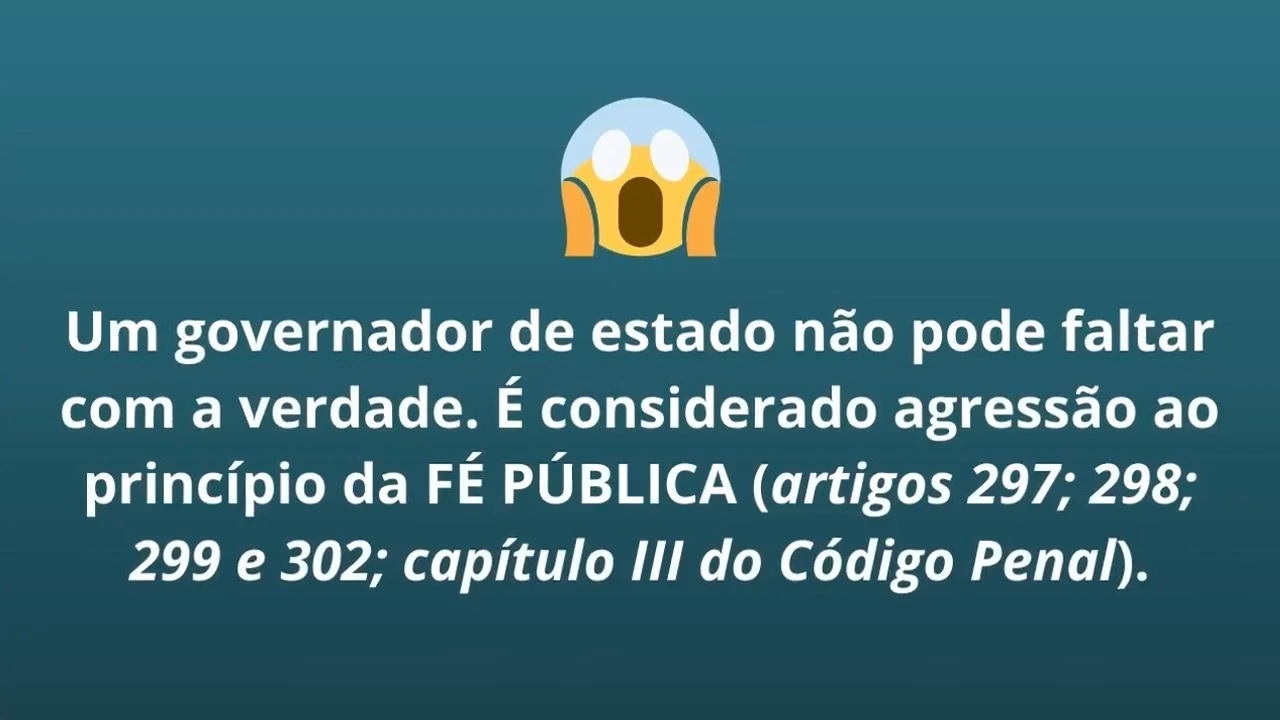 Um governador de estado não pode faltar
com a verdade. É considerado agressão ao
princípio da FÉ PÚBLICA (artigos 297; 298;
299 e 302; capítulo III do Código Penal).